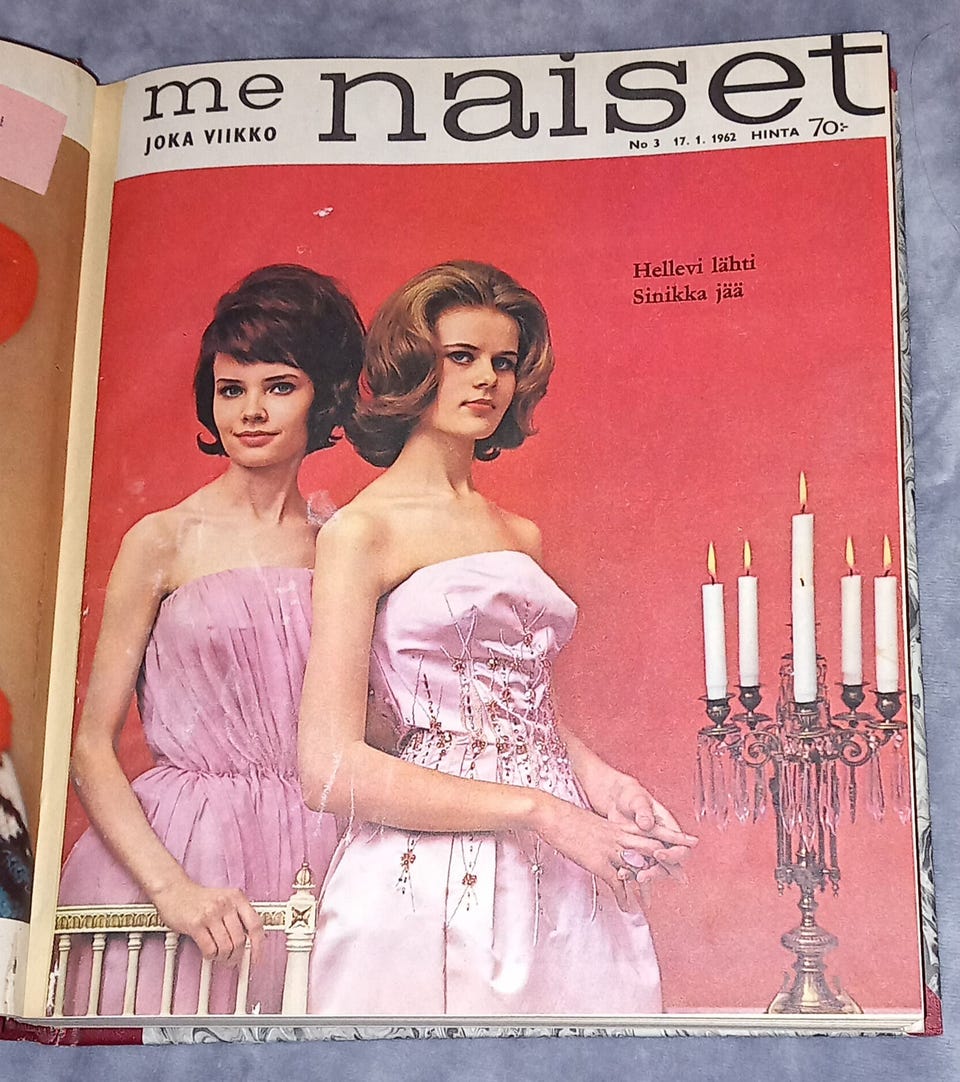 me naiset
JOKA VIIKKO
No 3 17. 1. 1962 HINTA 70:-
Hellevi lähti
Sinikka jää